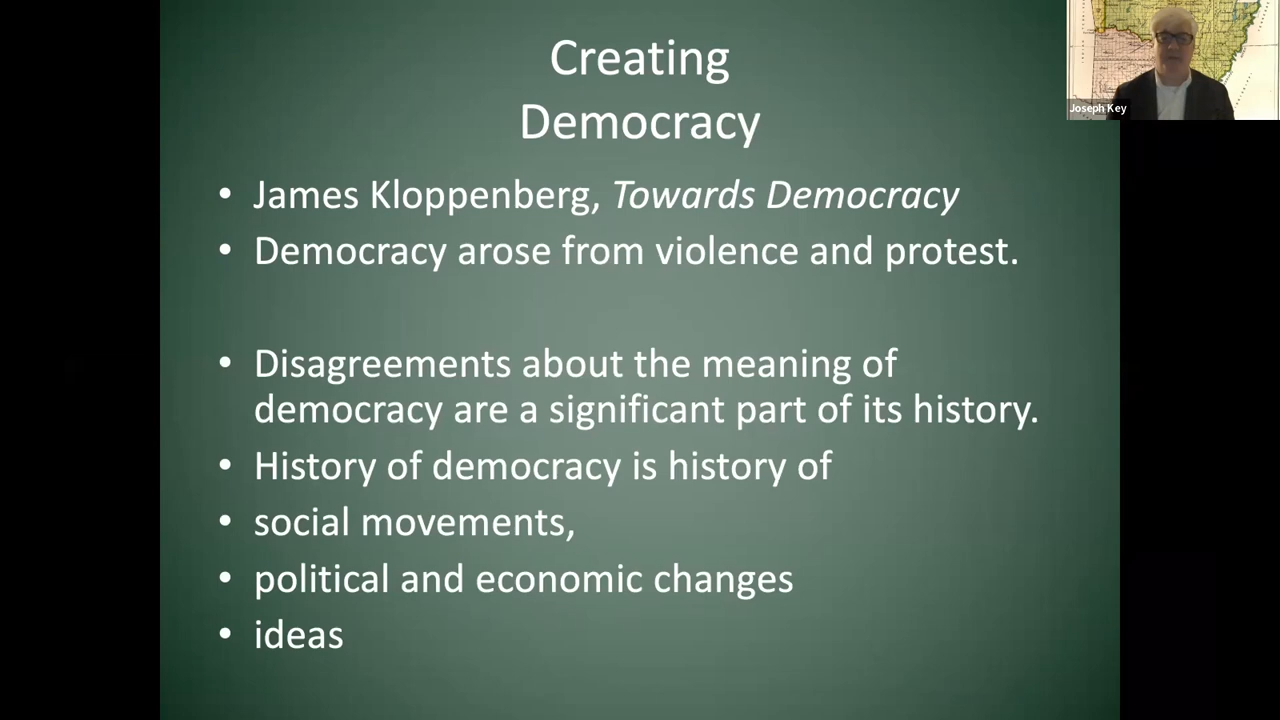 Creating
Democracy
• James Kloppenberg, Towards Democracy
• Democracy arose from violence and protest.
• Disagreements about the meaning of
democracy are a significant part of its history.
• History of democracy is history of
• social movements,
• political and economic changes
• ideas
Joseph Key